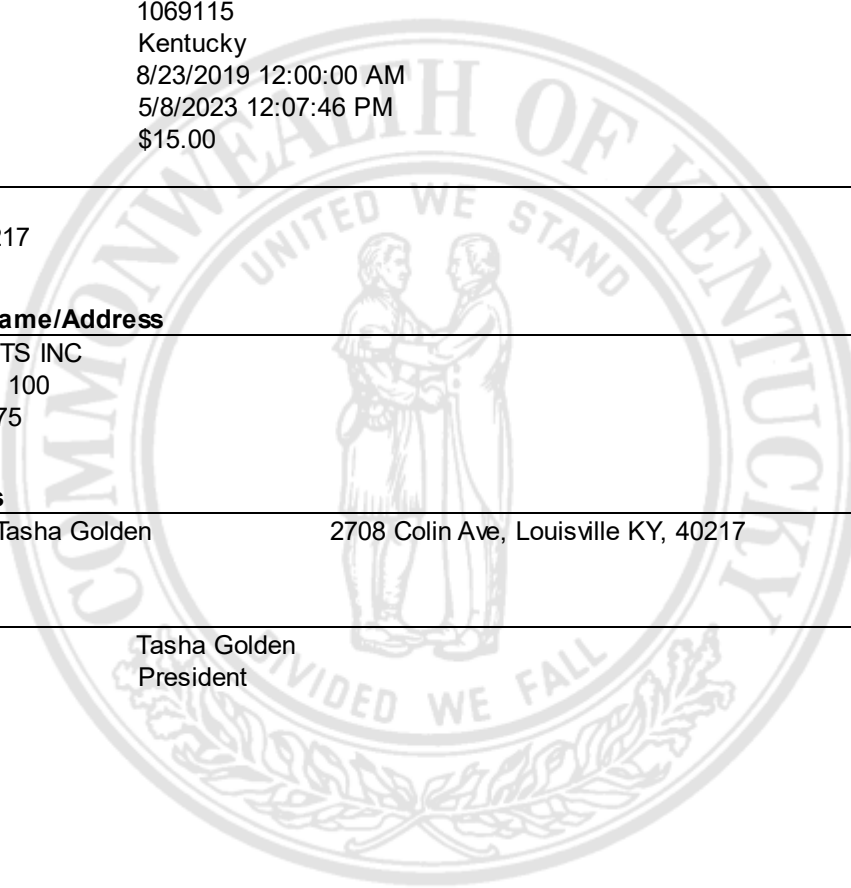 1069115
Kentucky
8/23/2019 12:00:00 AM
5/8/2023 12:07:46 PM
$15.00
217
ame/Address
TS INC
100
75
s
Tasha Golden 2708 Colin Ave, Louisville KY, 40217
Tasha Golden
President
COMMONWEALTH OF KENTUCKY
UNITED WE STAND
DIVIDED WE FALL